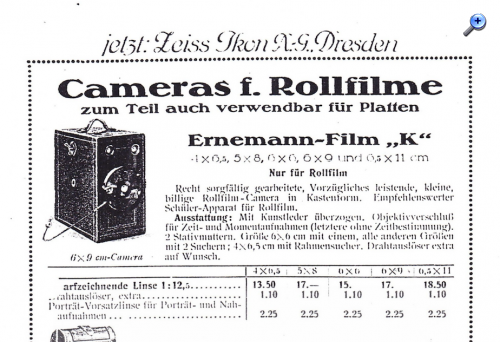 jetzt: Zeiss Ikon A.G., Dresden
Cameras f. Rollfilme
zum Teil auch verwendbar für Platten
Ernemann-Film „K“
4×6,5, 5×8, 6×6, 6×9 und 6,5×11 cm
Nur für Rollfilm
Recht sorgfältig gearbeitete, Vorzügliches leistende, kleine,
billige Rollfilm-Camera in Kastenform. Empfehlenswerter
Schüler-Apparat für Rollfilm.
Ausstattung: Mit Kunstleder überzogen, Objektivverschluß
für Zeit- und Momentaufnahmen (letztere ohne Zeitbestimmung).
2 Stativmuttern. Größe 6×6 cm mit einem, alle anderen Größen
mit 2 Suchern; 4×6,5 cm mit Rahmensucher. Drahtauslöser extra
auf Wunsch.
6×9 cm-Camera
4×6,5 5×8 6×6 6×9 6,5×11
arfzeichnende Linse 1:12,5........... 13.50 17.— 15. 17. 18.50
rahtauslöser, extra.................. 1.10 1.10 1.10 1.10 1.10
Porträt-Vorsatzlinse für Porträt- und Nah-
aufnahmen ... 2.25 2.25 2.25 2.25 2.25